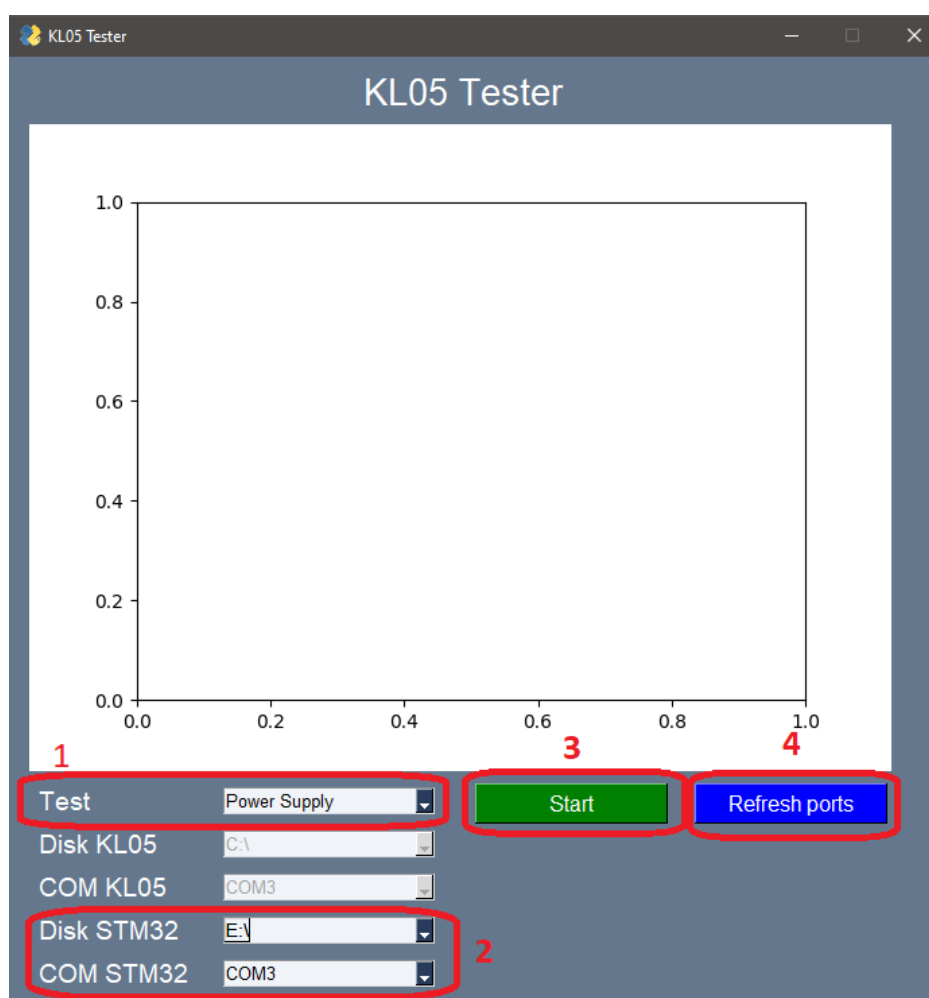 KL05 Tester
KL05 Tester
1.0
0.8
0.6
0.4
0.2
0.0
0.0 0.2 0.4 0.6 0.8 1.0
1 3 4
Test Power Supply Start Refresh ports
Disk KL05 C:\
COM KL05 COM3
Disk STM32 E:\
2
COM STM32 COM3